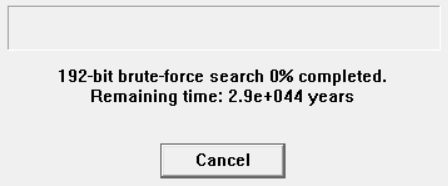 192-bit brute-force search 0% completed.
Remaining time: 2.9e+044 years
Cancel